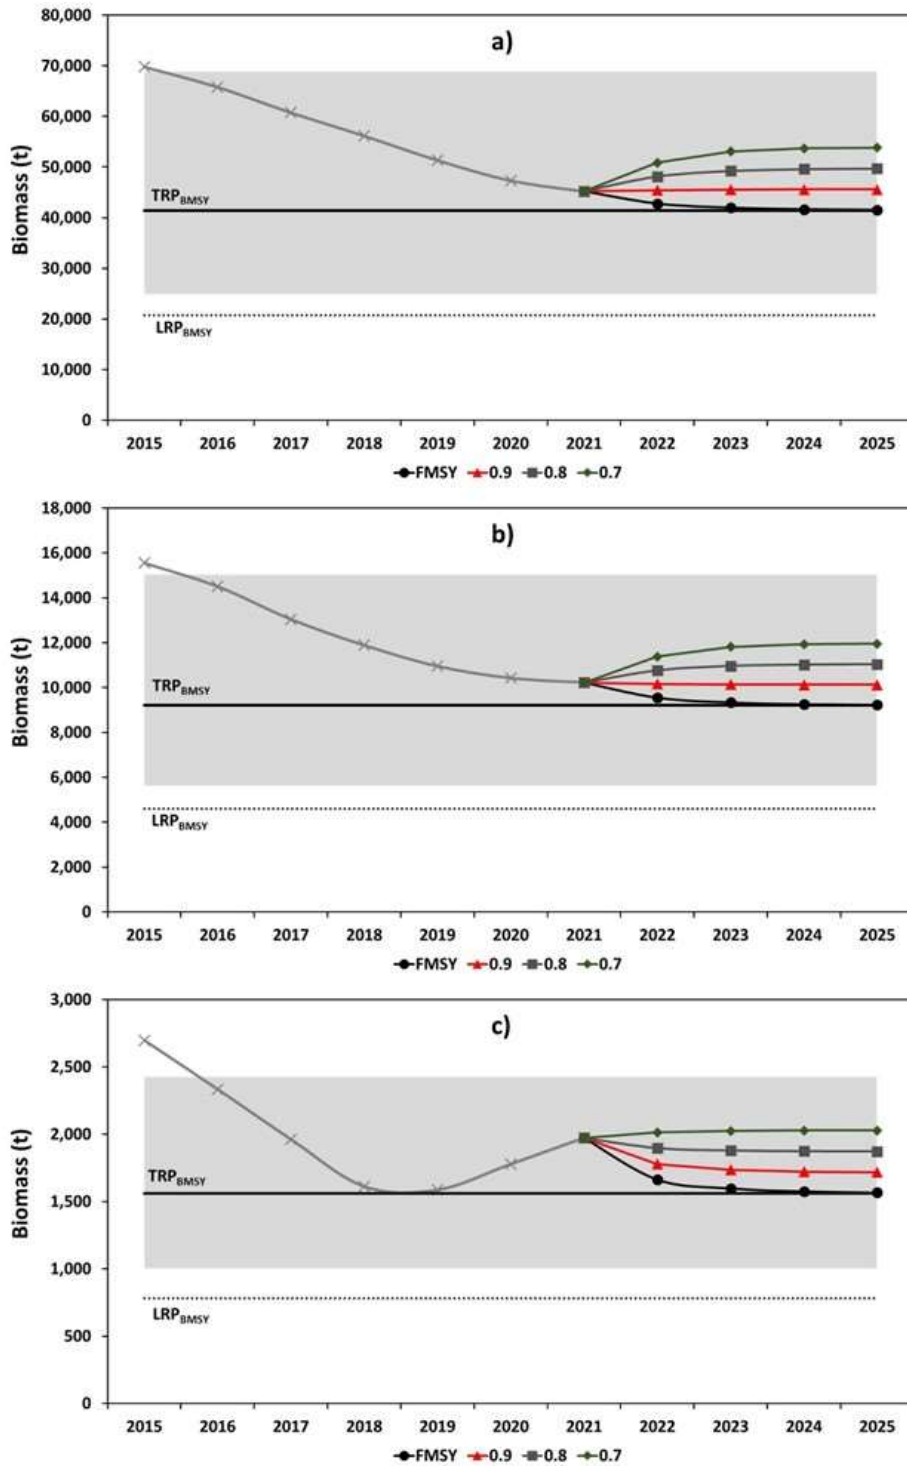 a)
Biomass (t)
80,000
70,000
60,000
50,000
40,000
30,000
20,000
10,000
0
TRPBMSY
LRPBMSY
2015 2016 2017 2018 2019 2020 2021 2022 2023 2024 2025
FMSY 0.9 0.8 0.7
b)
Biomass (t)
18,000
16,000
14,000
12,000
10,000
8,000
6,000
4,000
2,000
0
TRPBMSY
LRPBMSY
2015 2016 2017 2018 2019 2020 2021 2022 2023 2024 2025
FMSY 0.9 0.8 0.7
c)
Biomass (t)
3,000
2,500
2,000
1,500
1,000
500
0
TRPBMSY
LRPBMSY
2015 2016 2017 2018 2019 2020 2021 2022 2023 2024 2025
FMSY 0.9 0.8 0.7